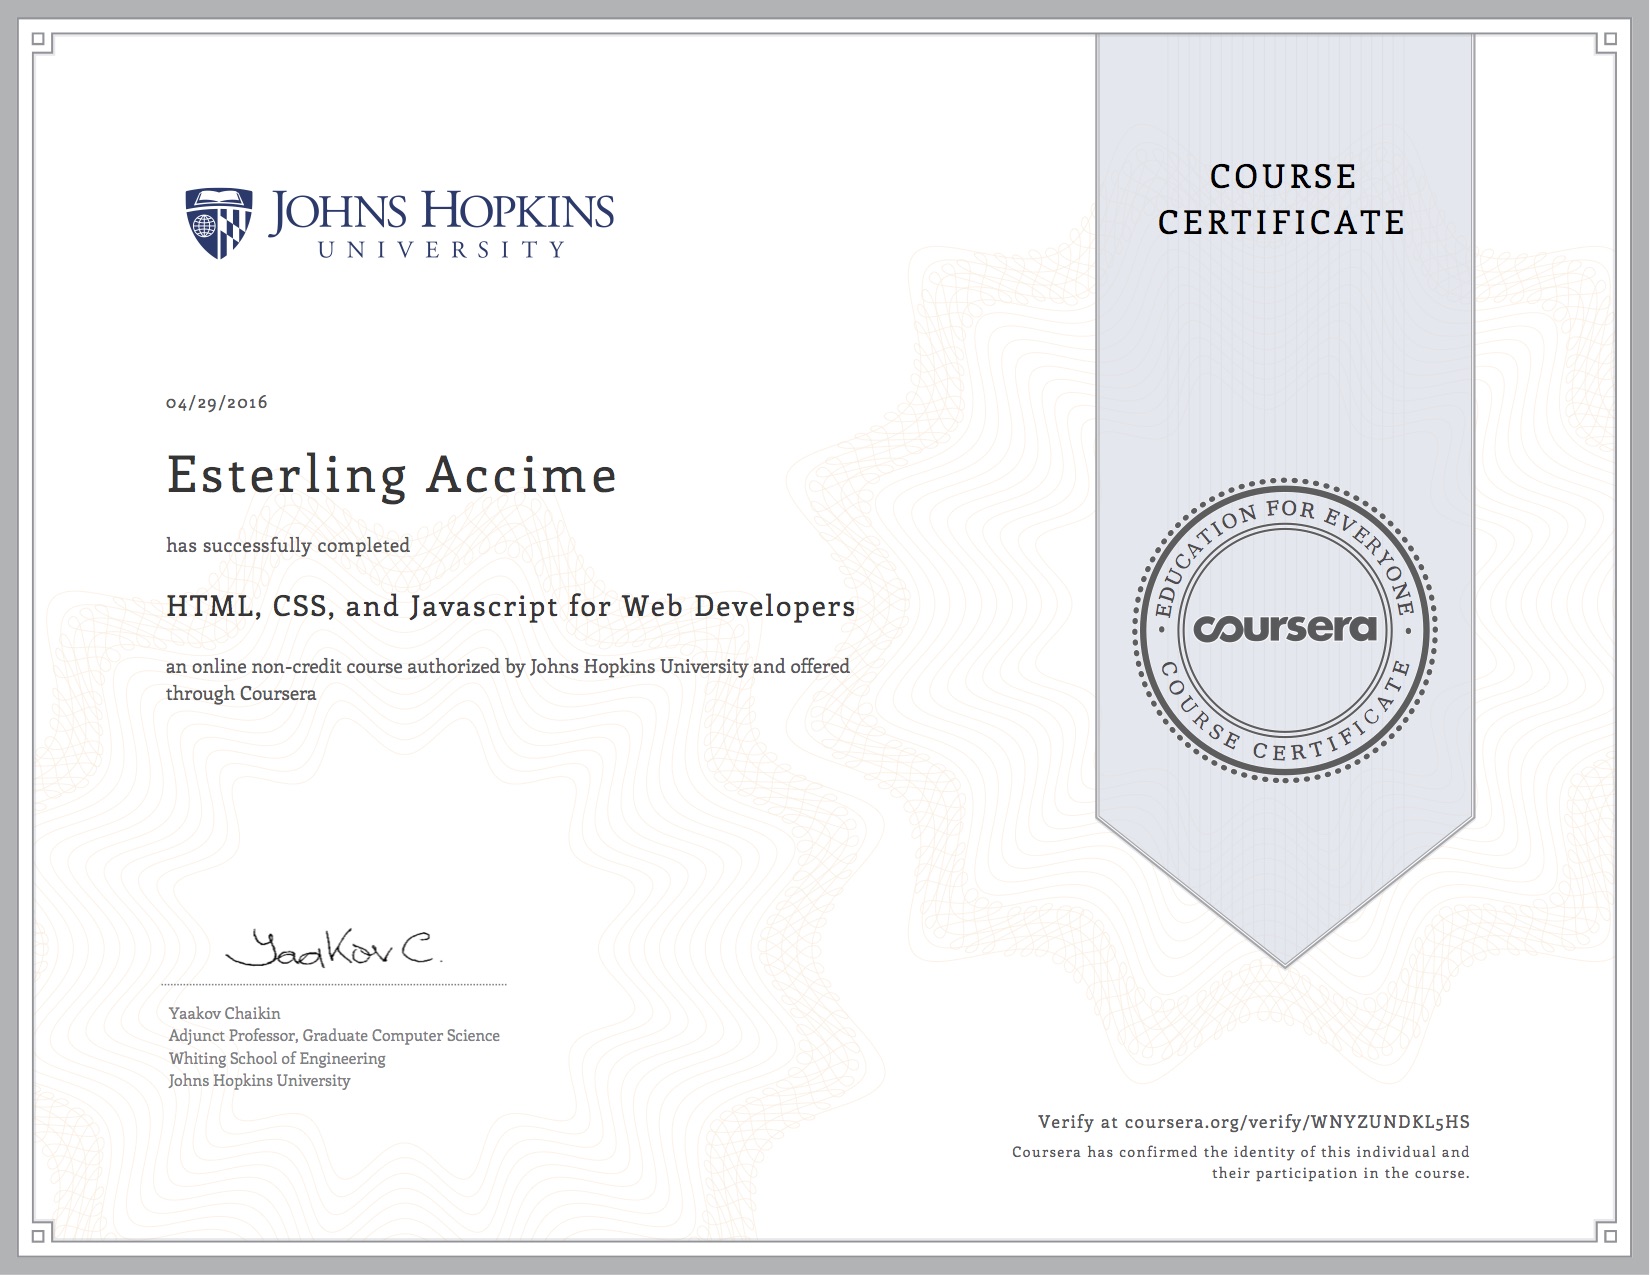 JOHNS HOPKINS
UNIVERSITY
COURSE
CERTIFICATE
04/29/2016
Esterling Accime
has successfully completed
HTML, CSS, and Javascript for Web Developers
an online non-credit course authorized by Johns Hopkins University and offered
through Coursera
EDUCATION FOR EVERYONE
coursera
COURSE CERTIFICATE
Yaakov C.
Yaakov Chaikin
Adjunct Professor, Graduate Computer Science
Whiting School of Engineering
Johns Hopkins University
Verify at coursera.org/verify/WNYZUNDKL5HS
Coursera has confirmed the identity of this individual and
their participation in the course.